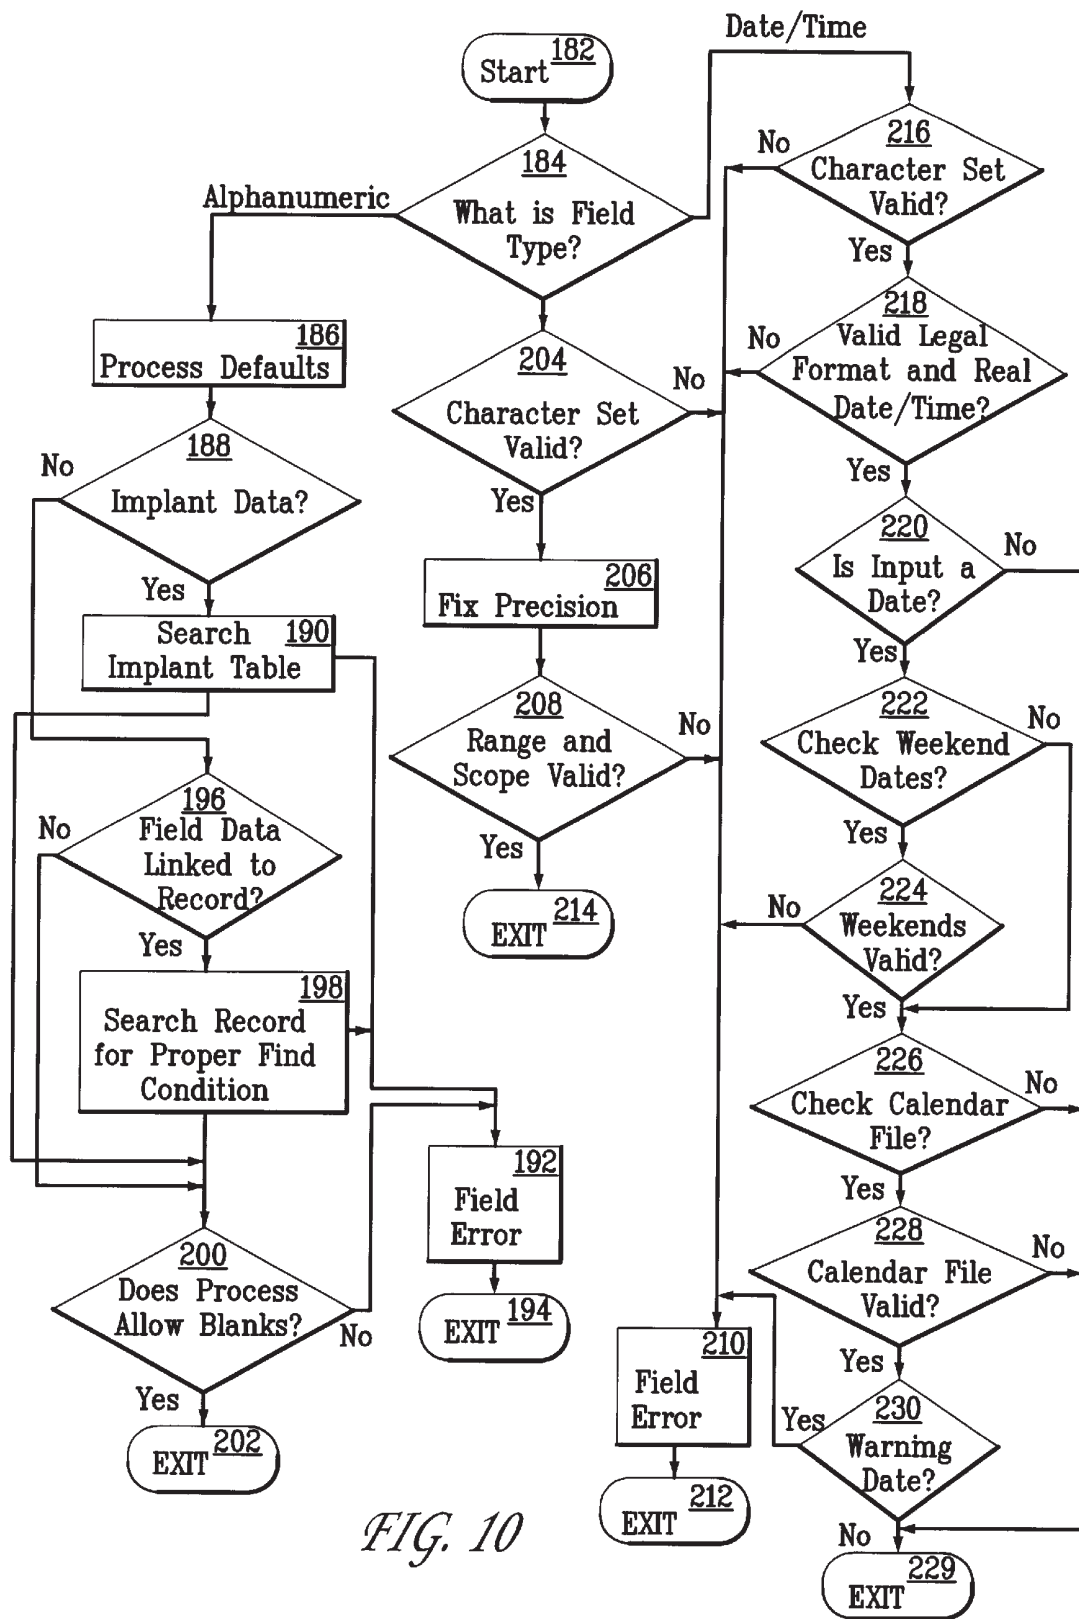 Date/Time
Start 182
184
What is Field
Type?
Alphanumeric
216
Character Set
Valid?
No
Yes
186
Process Defaults
204
Character Set
Valid?
No
Yes
218
Valid Legal
Format and Real
Date/Time?
No
Yes
188
Implant Data?
No
Yes
206
Fix Precision
220
Is Input a
Date?
No
Yes
Search 190
Implant Table
208
Range and
Scope Valid?
No
Yes
222
Check Weekend
Dates?
No
Yes
196
Field Data
Linked to
Record?
No
Yes
EXIT 214
224
Weekends
Valid?
No
Yes
198
Search Record
for Proper Find
Condition
226
Check Calendar
File?
No
Yes
192
Field
Error
200
Does Process
Allow Blanks?
No
Yes
EXIT 194
228
Calendar File
Valid?
No
Yes
210
Field
Error
230
Warning
Date?
Yes
No
EXIT 202
EXIT 212
EXIT 229
FIG. 10